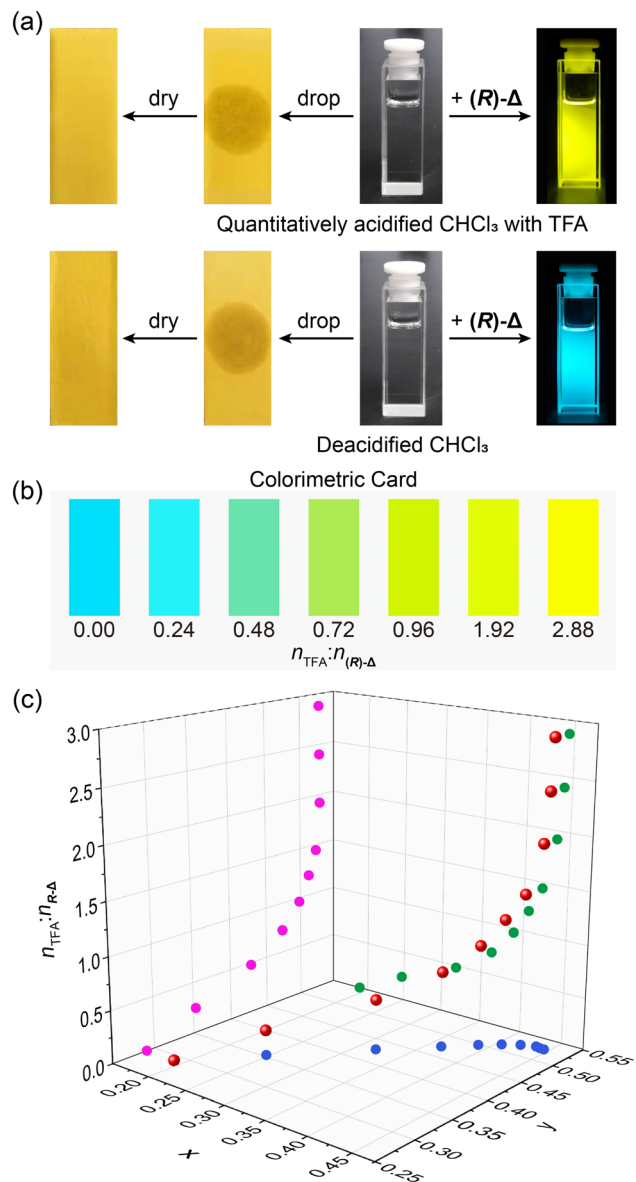 (a)
dry
drop
+ (R)-Δ
Quantitatively acidified CHCl₃ with TFA
dry
drop
+ (R)-Δ
Deacidified CHCl₃
(b)
Colorimetric Card
0.00 0.24 0.48 0.72 0.96 1.92 2.88
nTFA:n(R)-Δ
(c)
3.0
2.5
2.0
1.5
1.0
0.5
0.0
nTFA:nR-Δ
0.20
0.25
0.30
0.35
0.40
0.45
x
0.55
0.50
0.45
0.40
0.35
0.30
0.25
y